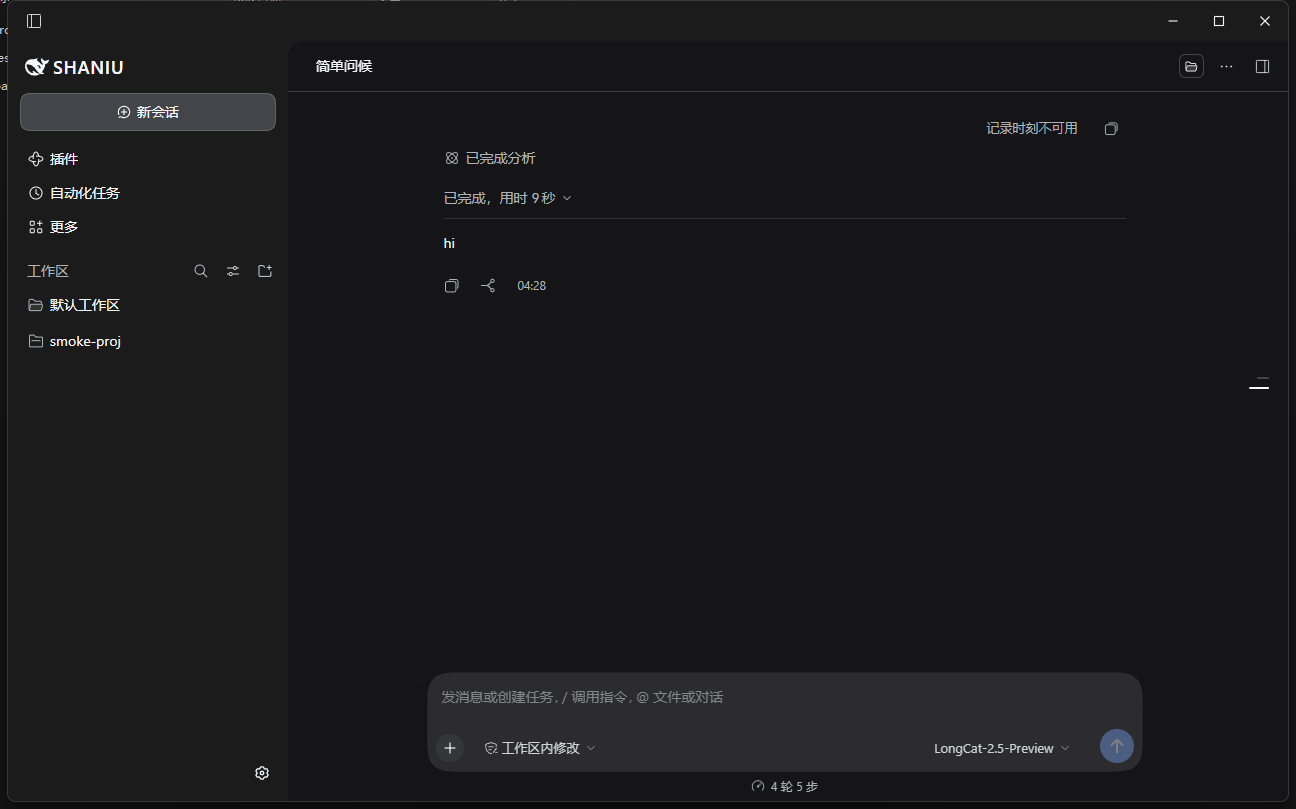 SHANIU
新会话
插件
自动化任务
更多
工作区
默认工作区
smoke-proj
简单问候
记录时刻不可用
已完成分析
已完成，用时 9 秒
hi
04:28
发消息或创建任务, / 调用指令, @ 文件或对话
工作区内修改
LongCat-2.5-Preview
4 轮 5 步